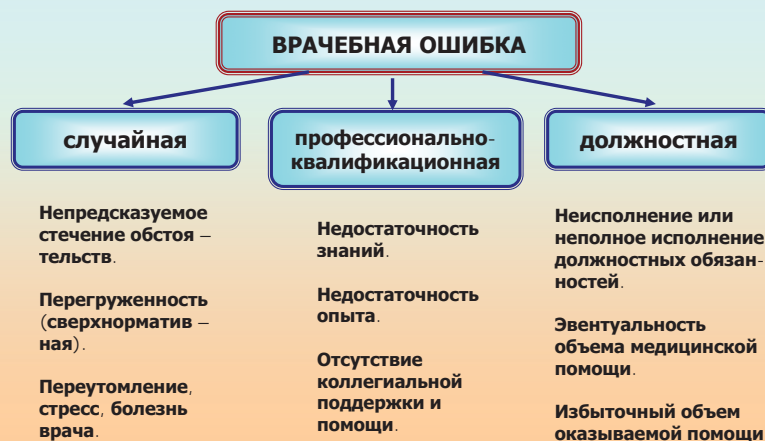 ВРАЧЕБНАЯ ОШИБКА
случайная
Непредсказуемое
стечение обстоя –
тельств.
Перегруженность
(сверхнорматив –
ная).
Переутомление,
стресс, болезнь
врача.
профессионально-
квалификационная
Недостаточность
знаний.
Недостаточность
опыта.
Отсутствие
коллегиальной
поддержки и
помощи.
должностная
Неисполнение или
неполное исполнение
должностных обязан-
ностей.
Эвентуальность
объема медицинской
помощи.
Избыточный объем
оказываемой помощи